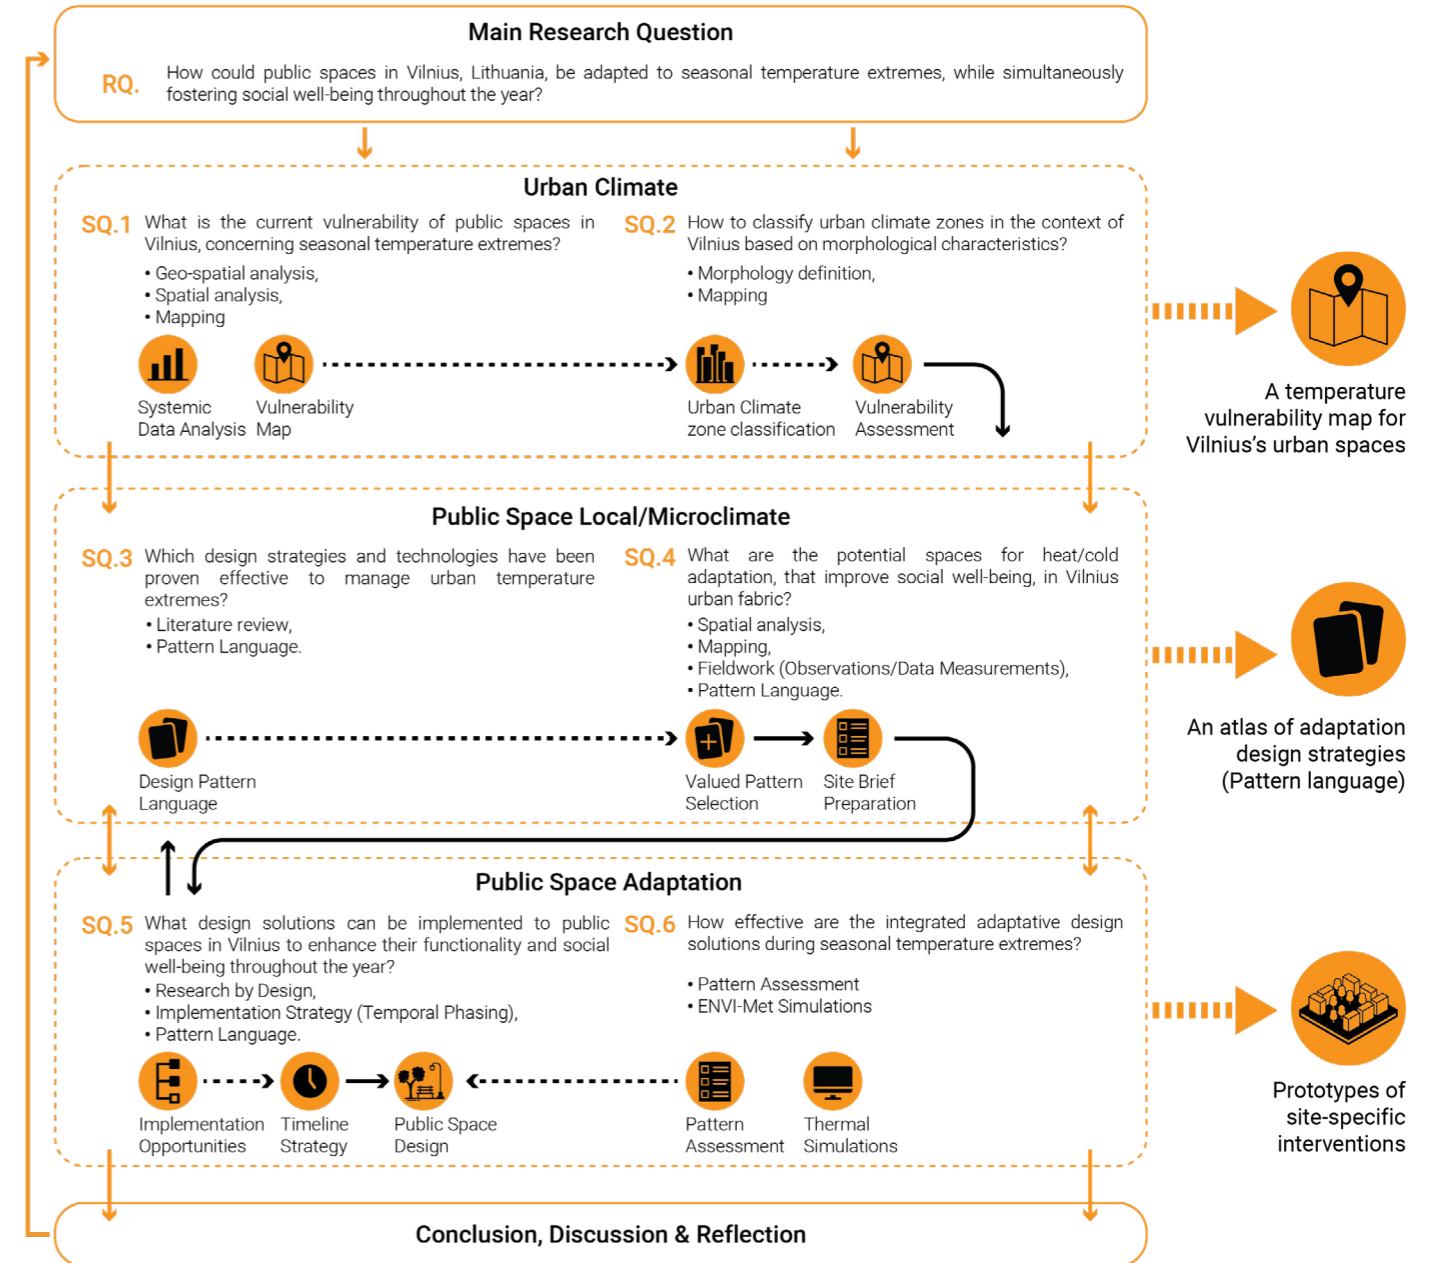 Main Research Question
RQ.
How could public spaces in Vilnius, Lithuania, be adapted to seasonal temperature extremes, while simultaneously
fostering social well-being throughout the year?
Urban Climate
SQ.1
What is the current vulnerability of public spaces in
Vilnius, concerning seasonal temperature extremes?
• Geo-spatial analysis,
• Spatial analysis,
• Mapping
Systemic
Data Analysis
Vulnerability
Map
SQ.2
How to classify urban climate zones in the context of
Vilnius based on morphological characteristics?
• Morphology definition,
• Mapping
Urban Climate
zone classification
Vulnerability
Assessment
A temperature
vulnerability map for
Vilnius's urban spaces
Public Space Local/Microclimate
SQ.3
Which design strategies and technologies have been
proven effective to manage urban temperature
extremes?
• Literature review,
• Pattern Language.
Design Pattern
Language
SQ.4
What are the potential spaces for heat/cold
adaptation, that improve social well-being, in Vilnius
urban fabric?
• Spatial analysis,
• Mapping,
• Fieldwork (Observations/Data Measurements),
• Pattern Language.
Valued Pattern
Selection
Site Brief
Preparation
An atlas of adaptation
design strategies
(Pattern language)
Public Space Adaptation
SQ.5
What design solutions can be implemented to public
spaces in Vilnius to enhance their functionality and social
well-being throughout the year?
• Research by Design,
• Implementation Strategy (Temporal Phasing),
• Pattern Language.
Implementation
Opportunities
Timeline
Strategy
Public Space
Design
SQ.6
How effective are the integrated adaptative design
solutions during seasonal temperature extremes?
• Pattern Assessment
• ENVI-Met Simulations
Pattern
Assessment
Thermal
Simulations
Prototypes of
site-specific
interventions
Conclusion, Discussion & Reflection